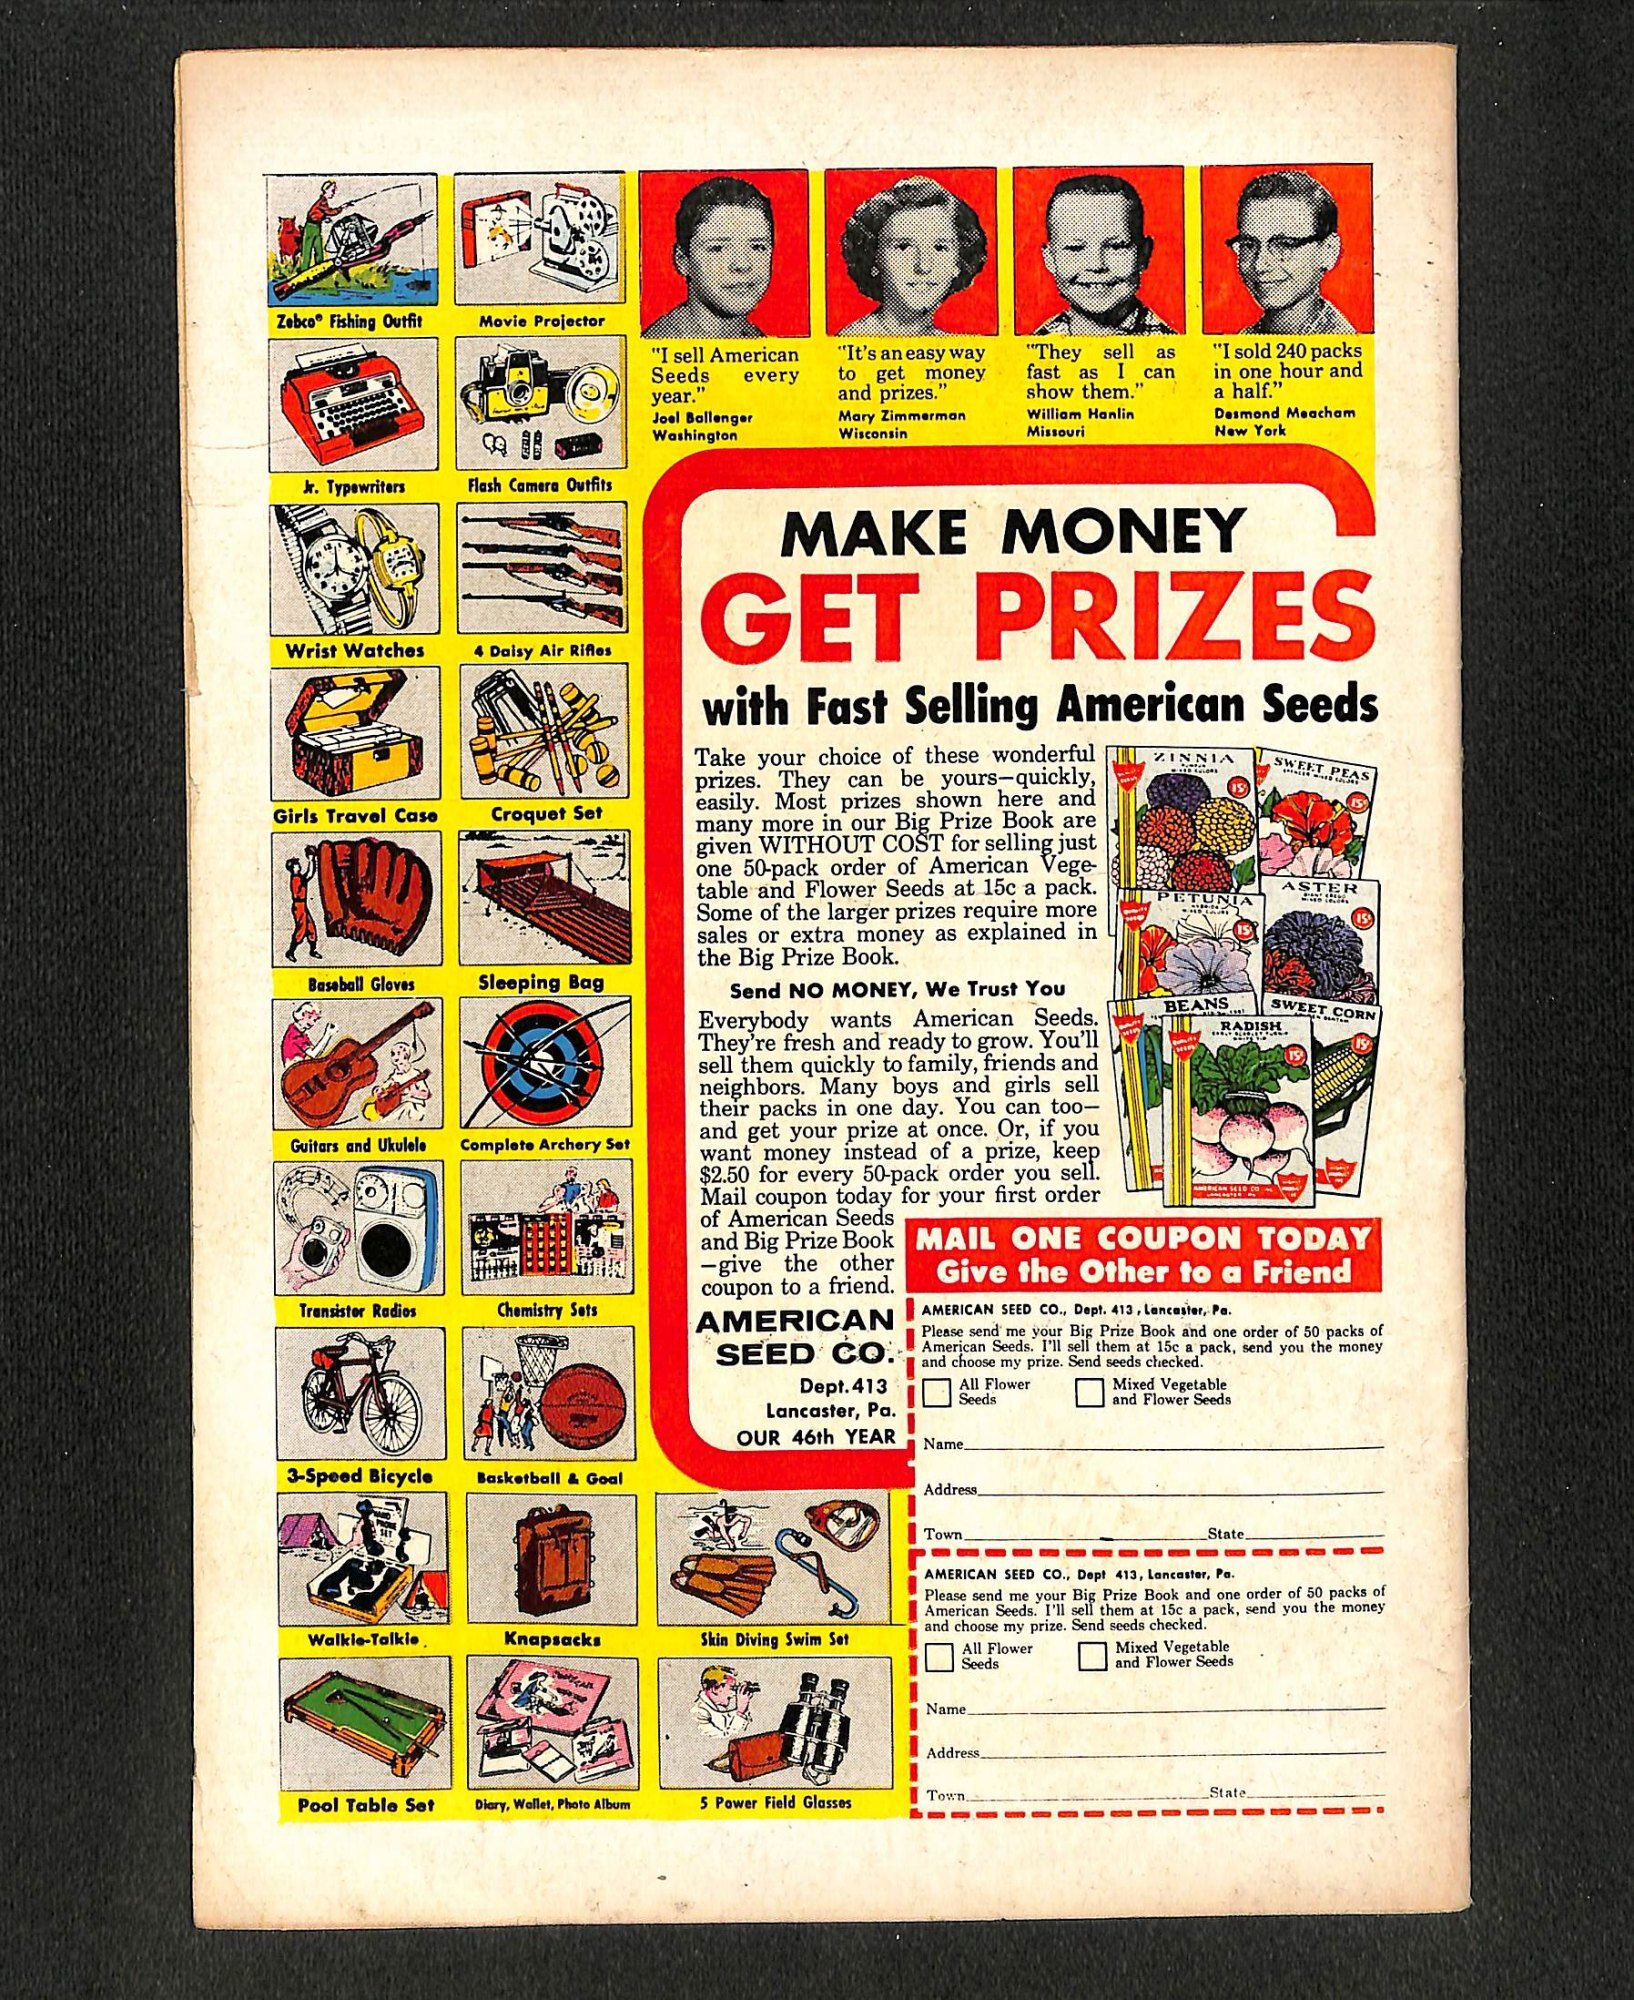 Zebco® Fishing Outfit
Movie Projector
Jr. Typewriters
Flash Camera Outfits
Wrist Watches
4 Daisy Air Rifles
Girls Travel Case
Croquet Set
Baseball Gloves
Sleeping Bag
Guitars and Ukulele
Complete Archery Set
Transistor Radios
Chemistry Sets
3-Speed Bicycle
Basketball & Goal
Walkie-Talkie
Knapsacks
Skin Diving Swim Set
Pool Table Set
Diary, Wallet, Photo Album
5 Power Field Glasses
"I sell American
Seeds every
year."
Joel Ballenger
Washington
"It's an easy way
to get money
and prizes."
Mary Zimmerman
Wisconsin
"They sell as
fast as I can
show them."
William Hanlin
Missouri
"I sold 240 packs
in one hour and
a half."
Desmond Meacham
New York
MAKE MONEY
GET PRIZES
with Fast Selling American Seeds
Take your choice of these wonderful
prizes. They can be yours—quickly,
easily. Most prizes shown here and
many more in our Big Prize Book are
given WITHOUT COST for selling just
one 50-pack order of American Vege-
table and Flower Seeds at 15c a pack.
Some of the larger prizes require more
sales or extra money as explained in
the Big Prize Book.
Send NO MONEY, We Trust You
Everybody wants American Seeds.
They're fresh and ready to grow. You'll
sell them quickly to family, friends and
neighbors. Many boys and girls sell
their packs in one day. You can too—
and get your prize at once. Or, if you
want money instead of a prize, keep
$2.50 for every 50-pack order you sell.
Mail coupon today for your first order
of American Seeds
and Big Prize Book
—give the other
coupon to a friend.
AMERICAN
SEED CO.
Dept. 413
Lancaster, Pa.
OUR 46th YEAR
ZINNIA
MIXED COLORS
15¢
SWEET PEAS
15¢
PETUNIA
15¢
ASTER
MIXED COLORS
15¢
BEANS
SWEET CORN
15¢
RADISH
15¢
AMERICAN SEED CO.
LANCASTER PA.
MAIL ONE COUPON TODAY
Give the Other to a Friend
AMERICAN SEED CO., Dept. 413, Lancaster, Pa.
Please send me your Big Prize Book and one order of 50 packs of
American Seeds. I'll sell them at 15c a pack, send you the money
and choose my prize. Send seeds checked.
All Flower
Seeds
Mixed Vegetable
and Flower Seeds
Name
Address
Town State
AMERICAN SEED CO., Dept 413, Lancaster, Pa.
Please send me your Big Prize Book and one order of 50 packs of
American Seeds. I'll sell them at 15c a pack, send you the money
and choose my prize. Send seeds checked.
All Flower
Seeds
Mixed Vegetable
and Flower Seeds
Name
Address
Town State